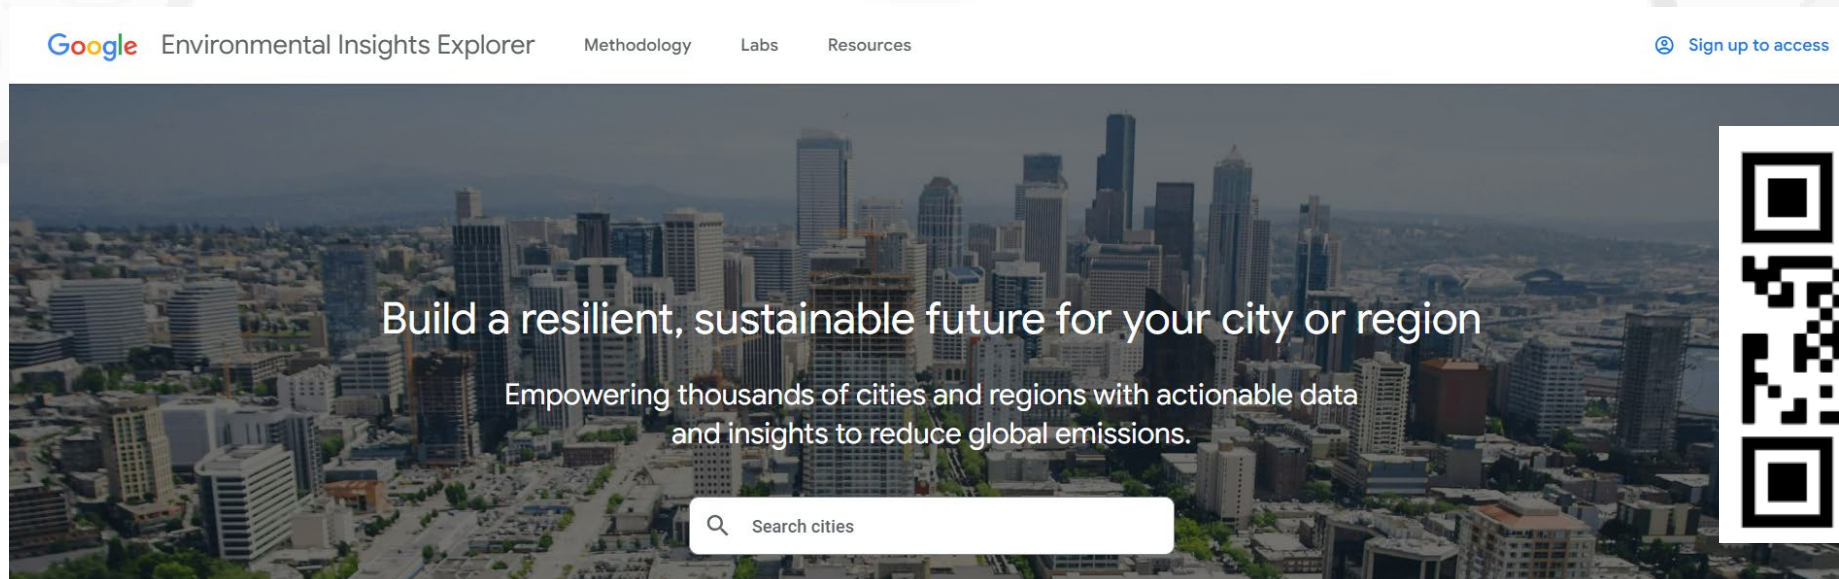 Google Environmental Insights Explorer Methodology Labs Resources Sign up to access
Build a resilient, sustainable future for your city or region
Empowering thousands of cities and regions with actionable data
and insights to reduce global emissions.
Search cities